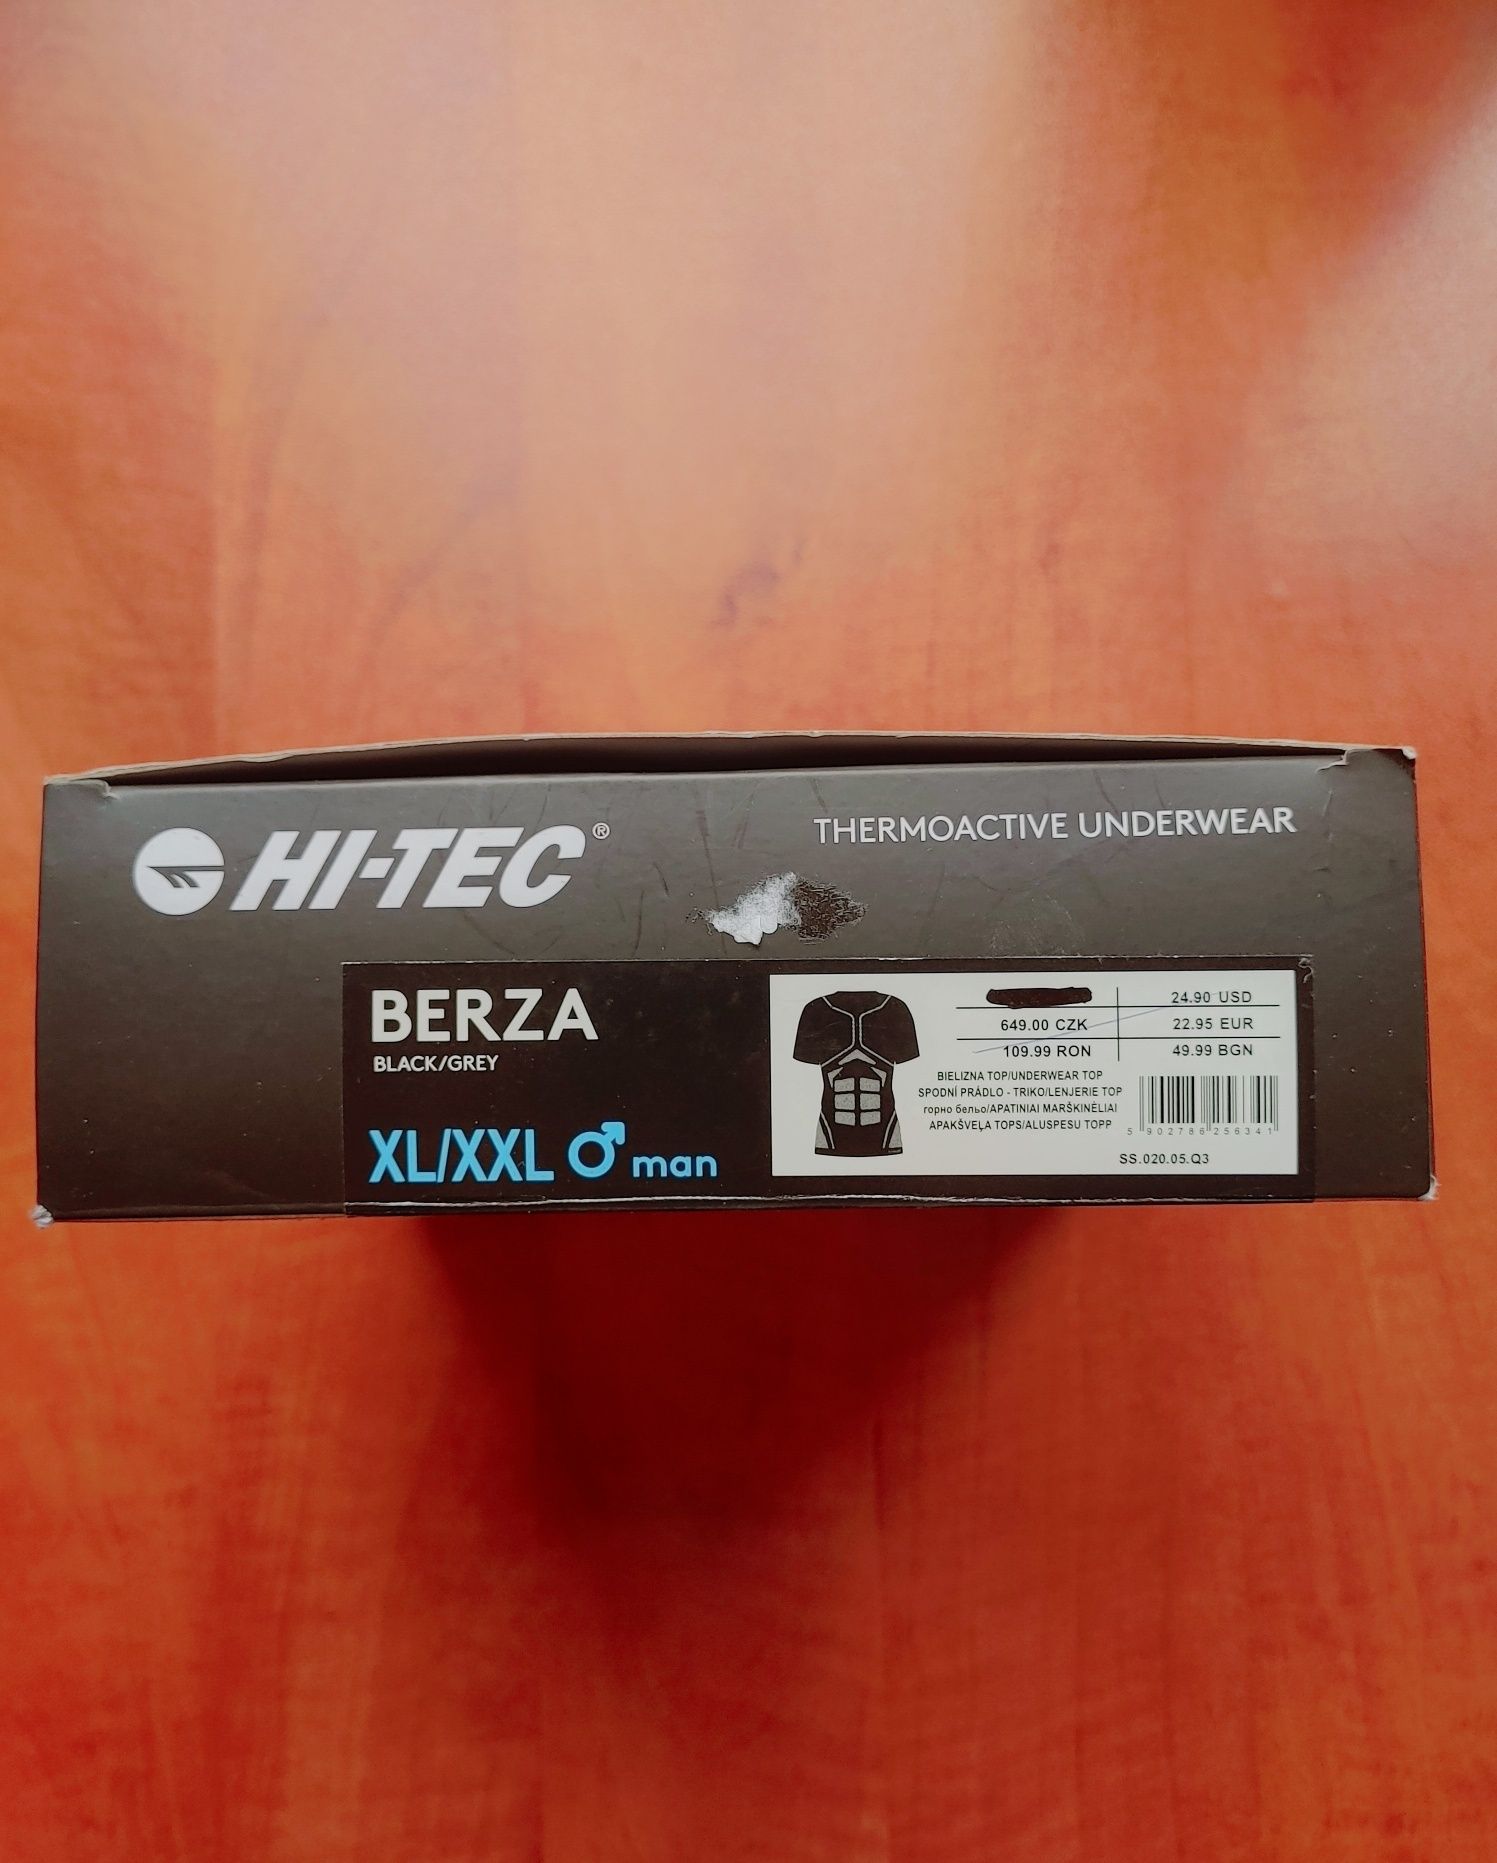 HI-TEC®
THERMOACTIVE UNDERWEAR
BERZA
BLACK/GREY
XL/XXL ♂ man
24.90 USD
649.00 CZK
22.95 EUR
109.99 RON
49.99 BGN
BIELIZNA TOP/UNDERWEAR TOP
SPODNÍ PRÁDLO - TRIKO/LENJERIE TOP
горно бельо/APATINIAI MARŠKINĖLIAI
APAKŠVEĻA TOPS/ALUSPESU TOPP
5 902786 256341
SS.020.05.Q3